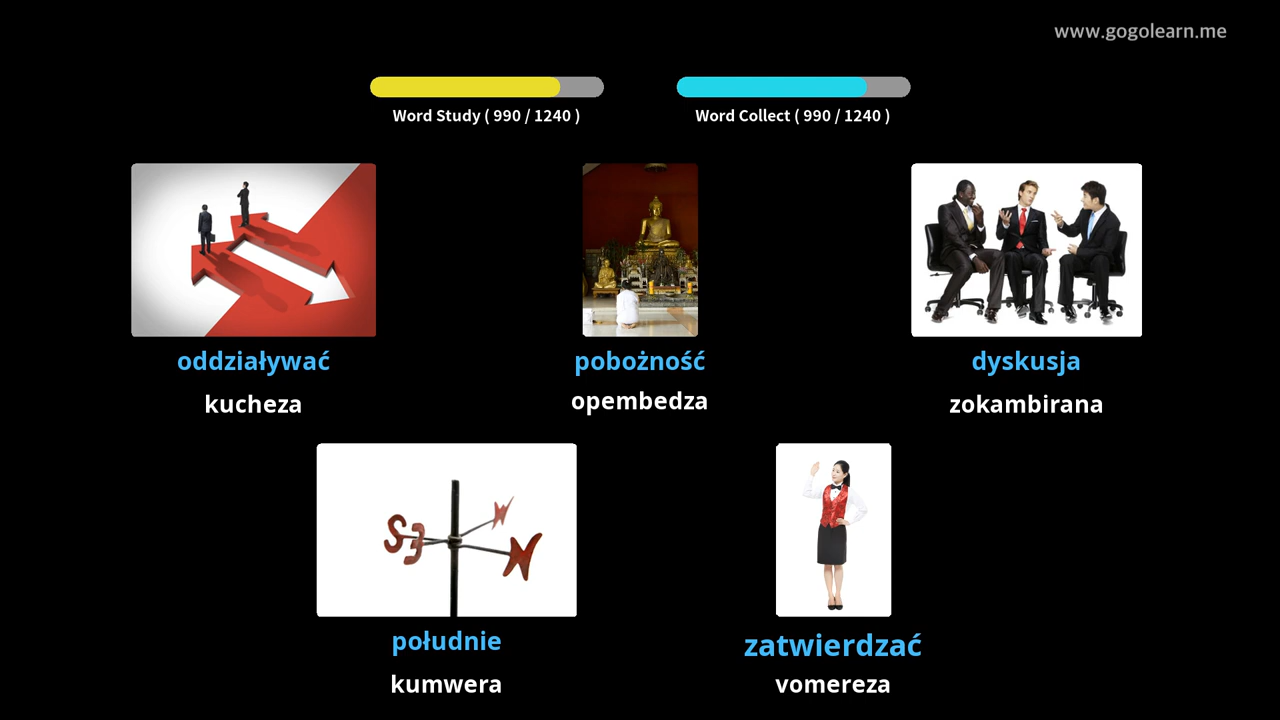 www.gogolearn.me
Word Study ( 990 / 1240 )
Word Collect ( 990 / 1240 )
oddziaływać
kucheza
pobożność
opembedza
dyskusja
zokambirana
S E N
południe
kumwera
zatwierdzać
vomereza